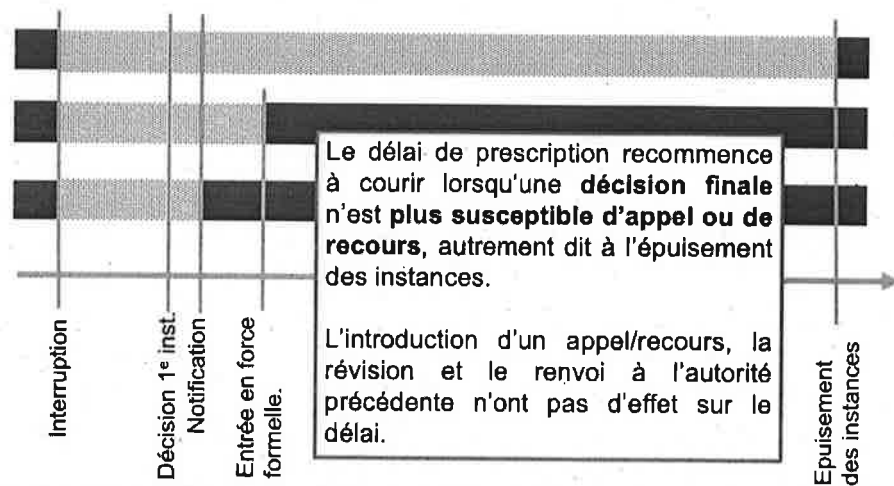 Le délai de prescription recommence
à courir lorsqu'une décision finale
n'est plus susceptible d'appel ou de
recours, autrement dit à l'épuisement
des instances.
L'introduction d'un appel/recours, la
révision et le renvoi à l'autorité
précédente n'ont pas d'effet sur le
délai.
Interruption
Décision 1e inst.
Notification
Entrée en force
formelle.
Epuisement
des instances